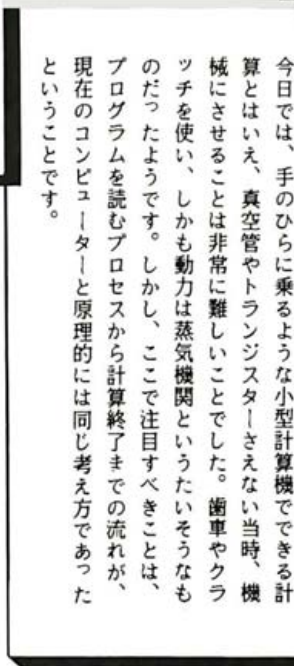 今日では、手のひらに乗るような小型計算機でできる計
算とはいえ、真空管やトランジスターさえない当時、機
械にさせることは非常に難しいことでした。歯車やクラ
ッチを使い、しかも動力は蒸気機関というたいそうなも
のだったようです。しかし、ここで注目すべきことは、
プログラムを読むプロセスから計算終了までの流れが、
現在のコンピューターと原理的には同じ考え方であった
ということです。